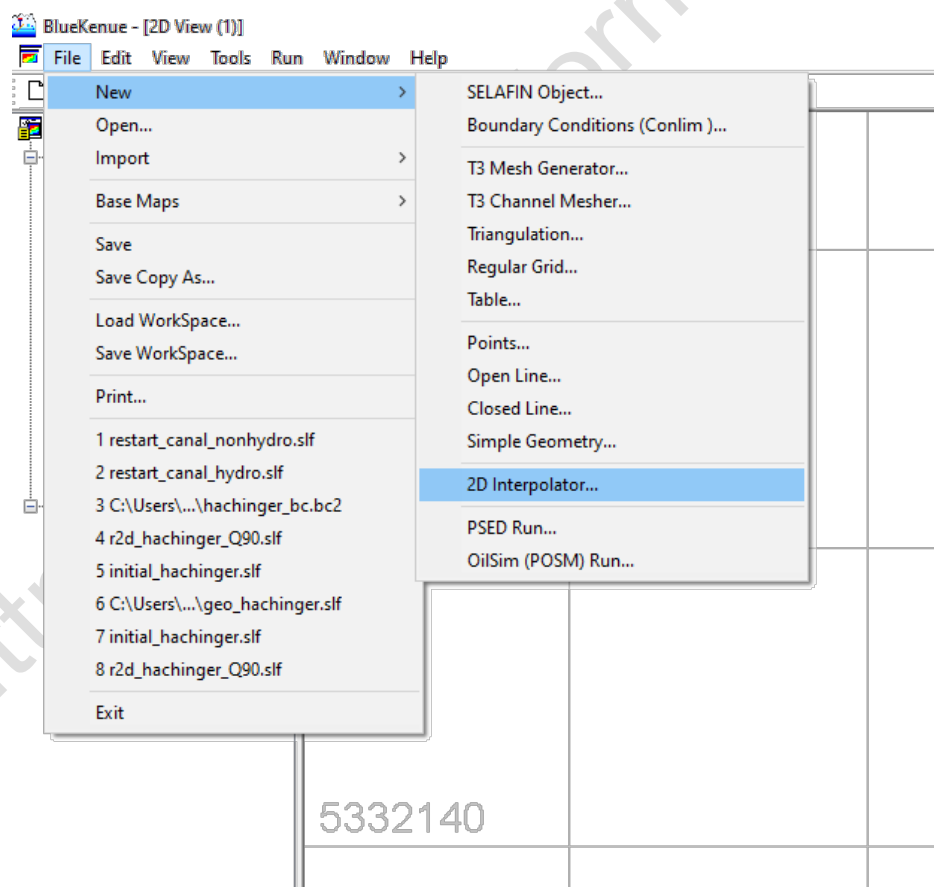 BlueKenue - [2D View (1)]
File Edit View Tools Run Window Help
New
Open...
Import
Base Maps
Save
Save Copy As...
Load WorkSpace...
Save WorkSpace...
Print...
1 restart_canal_nonhydro.slf
2 restart_canal_hydro.slf
3 C:\Users\...\hachinger_bc.bc2
4 r2d_hachinger_Q90.slf
5 initial_hachinger.slf
6 C:\Users\...\geo_hachinger.slf
7 initial_hachinger.slf
8 r2d_hachinger_Q90.slf
Exit
SELAFIN Object...
Boundary Conditions (Conlim )...
T3 Mesh Generator...
T3 Channel Mesher...
Triangulation...
Regular Grid...
Table...
Points...
Open Line...
Closed Line...
Simple Geometry...
2D Interpolator...
PSED Run...
OilSim (POSM) Run...
5332140